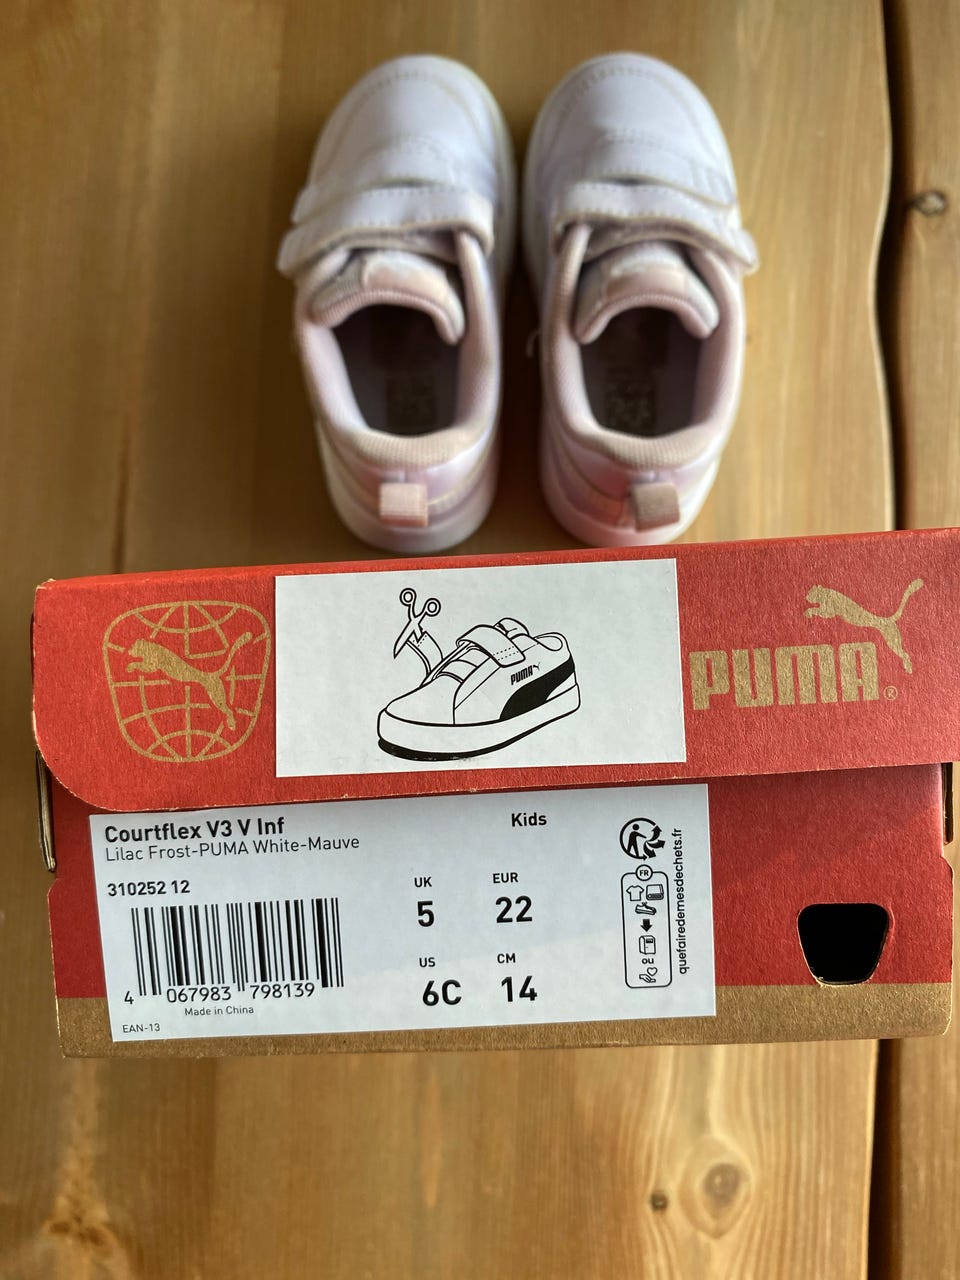 PUMA
PUMA®
Courtflex V3 V Inf
Kids
Lilac Frost-PUMA White-Mauve
310252 12
UK
EUR
5
22
US
CM
6C
14
4 067983 798139
Made in China
EAN-13
FR
ou
quefairedemesdechets.fr